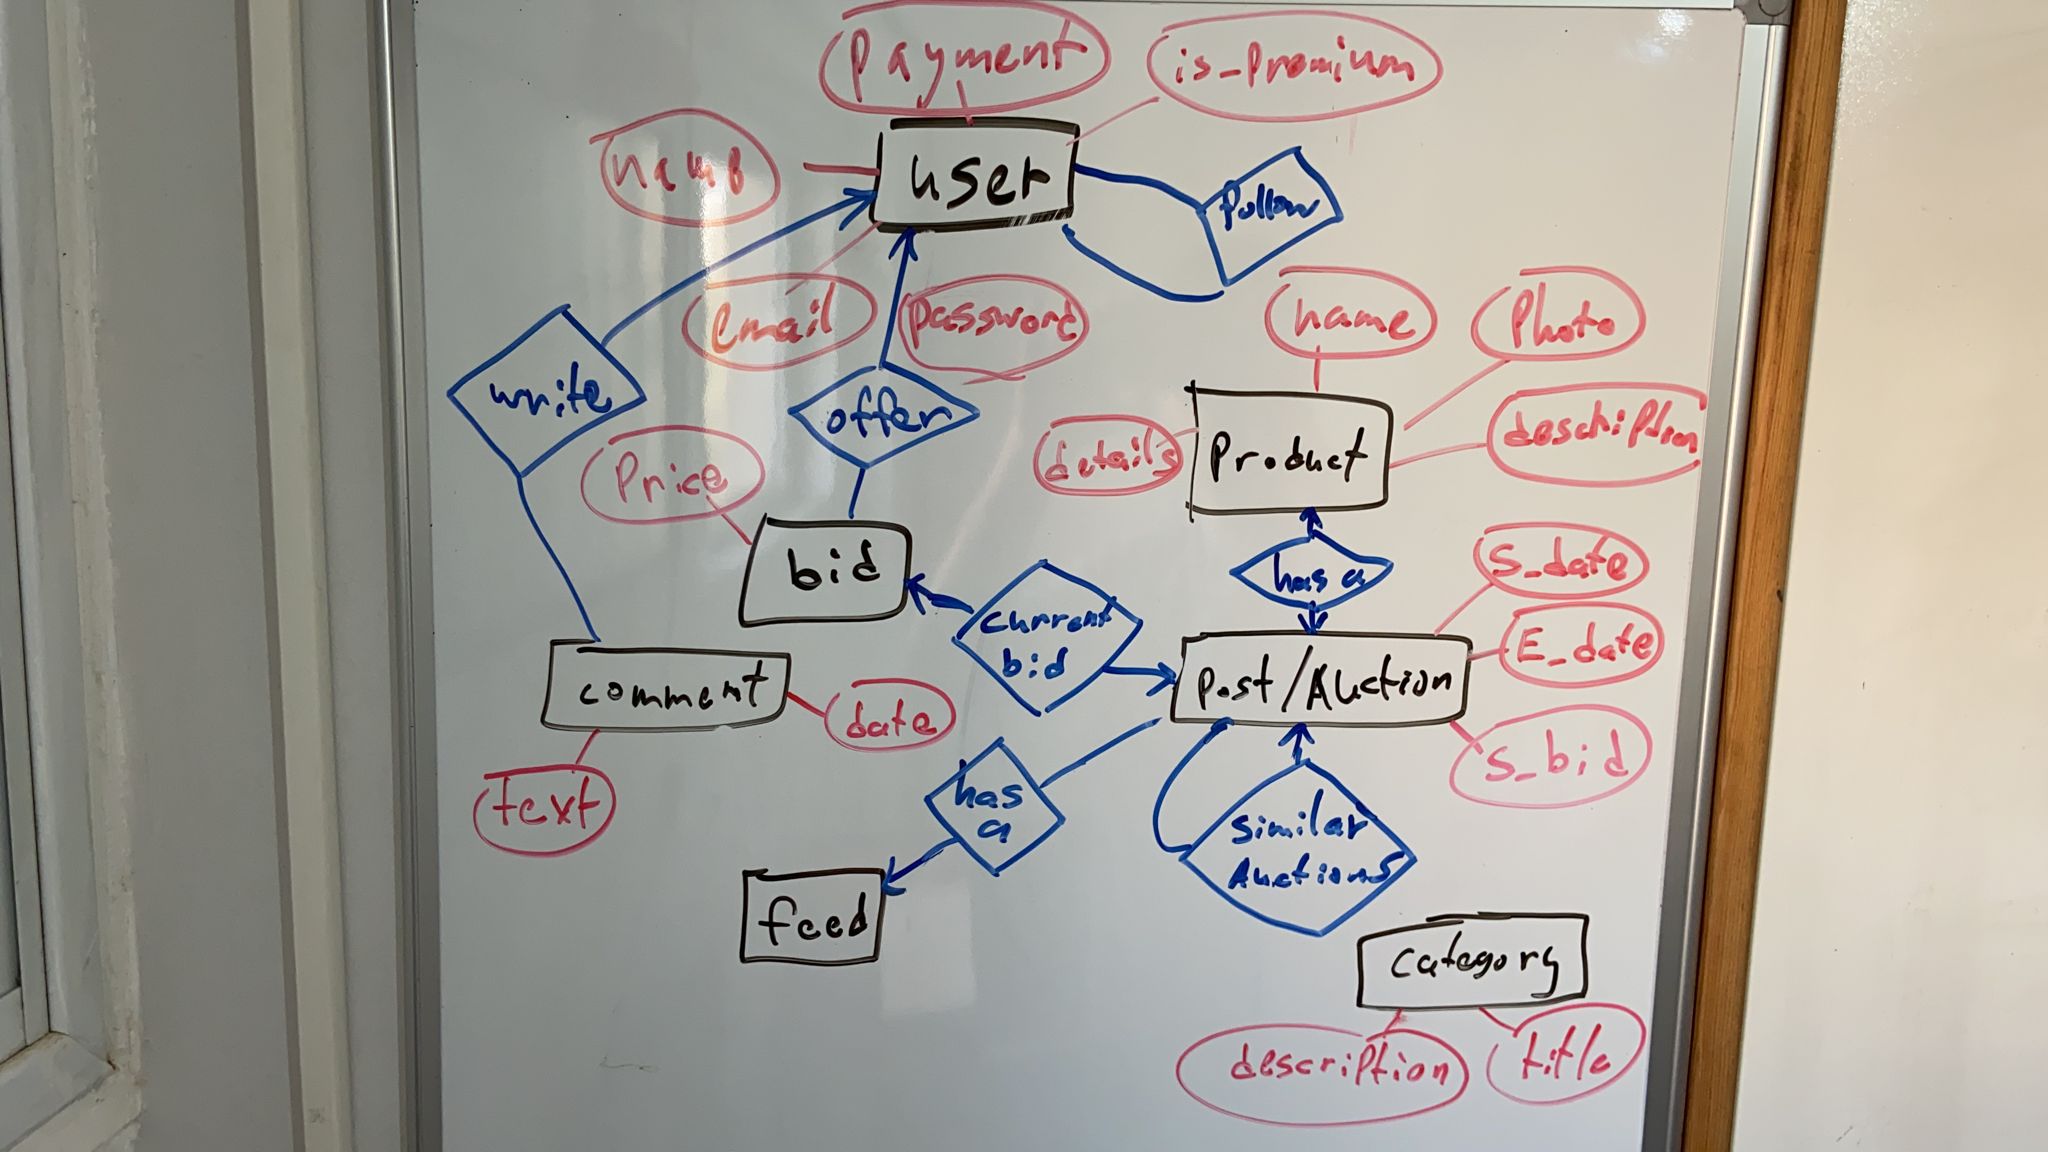 payment
is_premium
name
user
follow
email
password
name
photo
write
offer
description
details
product
price
bid
has a
S_date
current
bid
E_date
comment
post/Auction
date
S_bid
has
a
text
similar
Auctions
feed
category
description
title